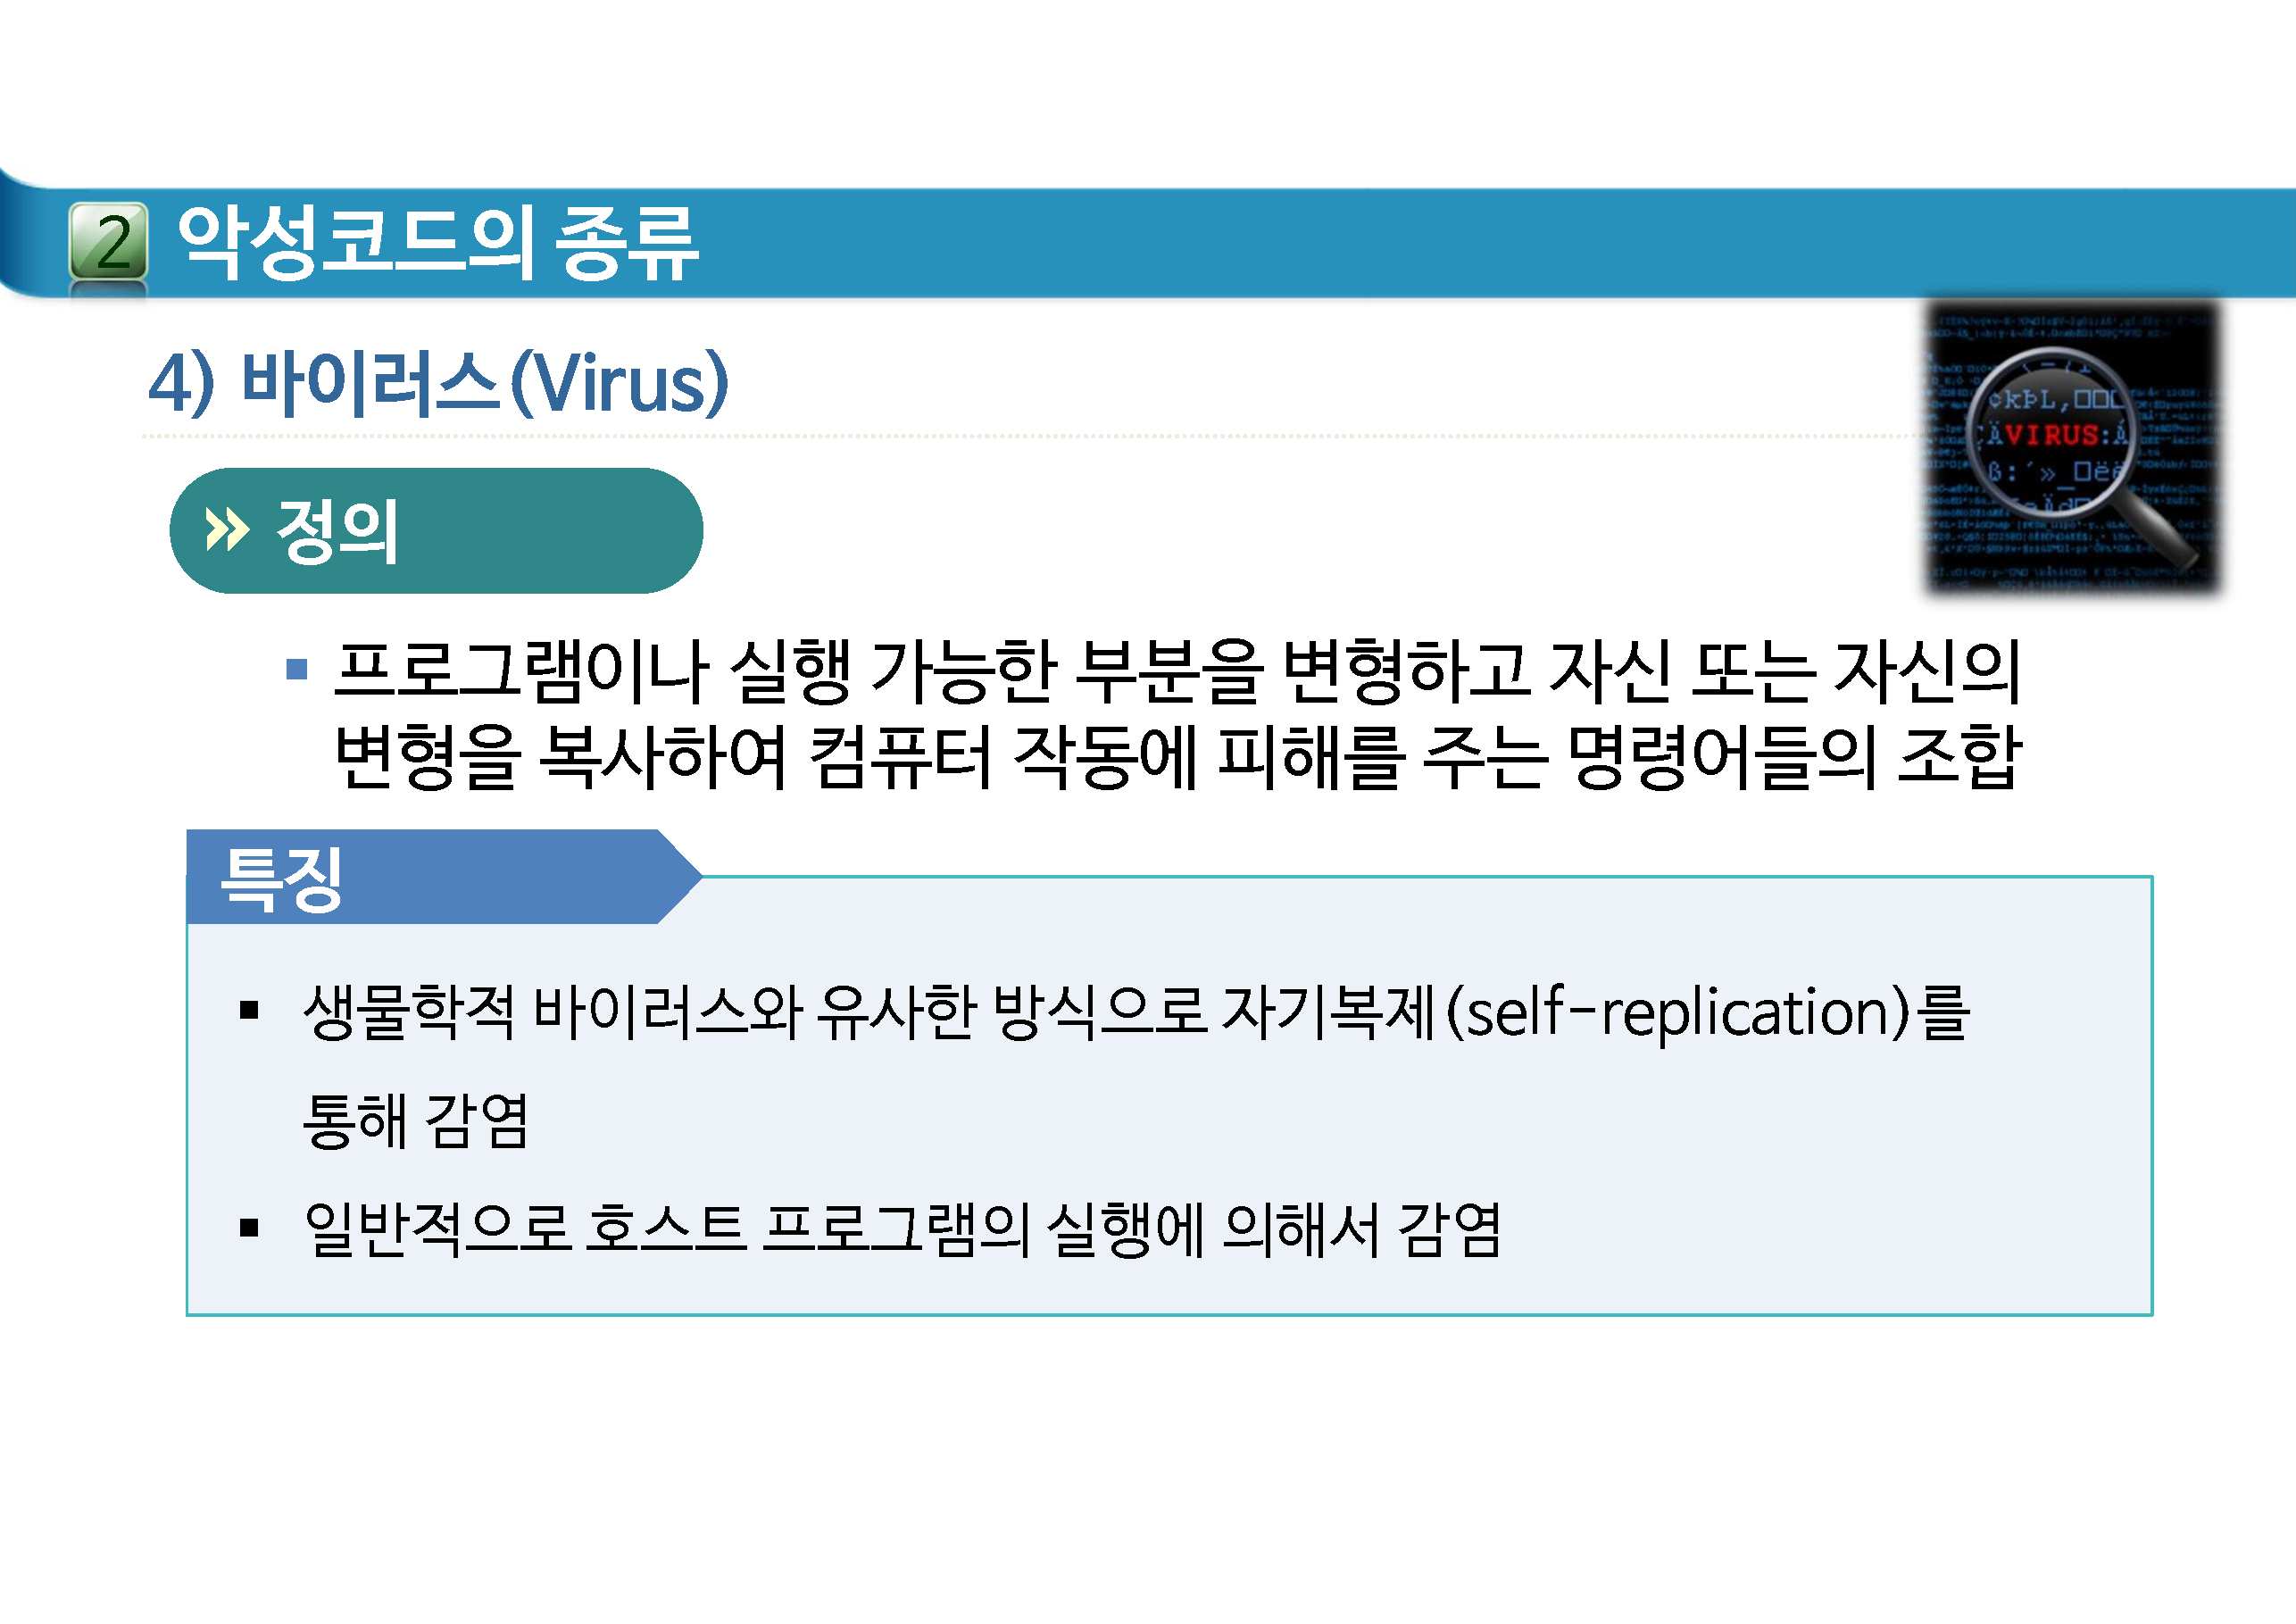 2 악성코드의 종류
4) 바이러스(Virus)
VIRUS
» 정의
▪ 프로그램이나 실행 가능한 부분을 변형하고 자신 또는 자신의
변형을 복사하여 컴퓨터 작동에 피해를 주는 명령어들의 조합
특징
▪ 생물학적 바이러스와 유사한 방식으로 자기복제(self-replication)를
통해 감염
▪ 일반적으로 호스트 프로그램의 실행에 의해서 감염